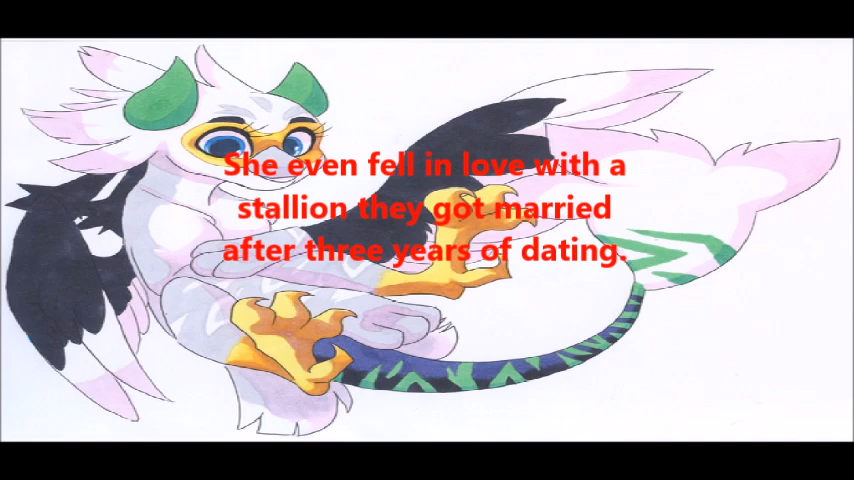 She even fell in love with a
stallion they got married
after three years of dating.